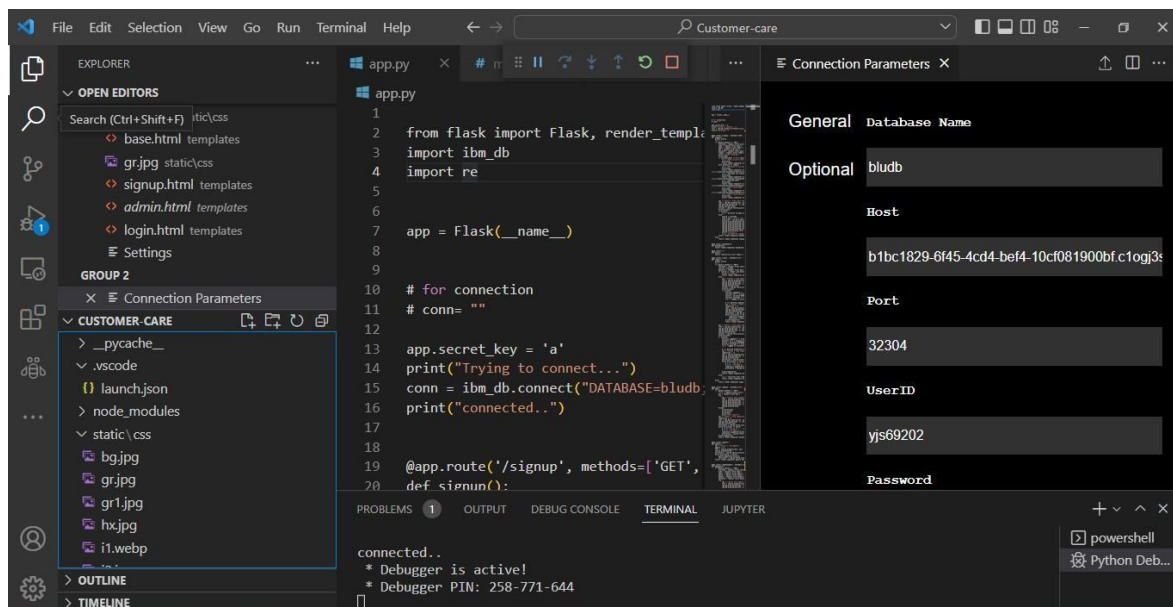 File Edit Selection View Go Run Terminal Help
Customer-care
EXPLORER
OPEN EDITORS
Search (Ctrl+Shift+F)
tic\css
base.html templates
gr.jpg static\css
signup.html templates
admin.html templates
login.html templates
Settings
GROUP 2
Connection Parameters
CUSTOMER-CARE
__pycache__
.vscode
{} launch.json
node_modules
static\css
bg.jpg
gr.jpg
gr1.jpg
hx.jpg
i1.webp
OUTLINE
TIMELINE
1
app.py
# m
app.py
1
2 from flask import Flask, render_templa
3 import ibm_db
4 import re
5
6
7 app = Flask(__name__)
8
9
10 # for connection
11 # conn= ""
12
13 app.secret_key = 'a'
14 print("Trying to connect...")
15 conn = ibm_db.connect("DATABASE=bludb;
16 print("connected..")
17
18
19 @app.route('/signup', methods=['GET',
20 def signup():
Connection Parameters
General
Optional
Database Name
bludb
Host
b1bc1829-6f45-4cd4-bef4-10cf081900bf.c1ogj3s
Port
32304
UserID
yjs69202
Password
PROBLEMS 1 OUTPUT DEBUG CONSOLE TERMINAL JUPYTER
connected..
* Debugger is active!
* Debugger PIN: 258-771-644
powershell
Python Deb...